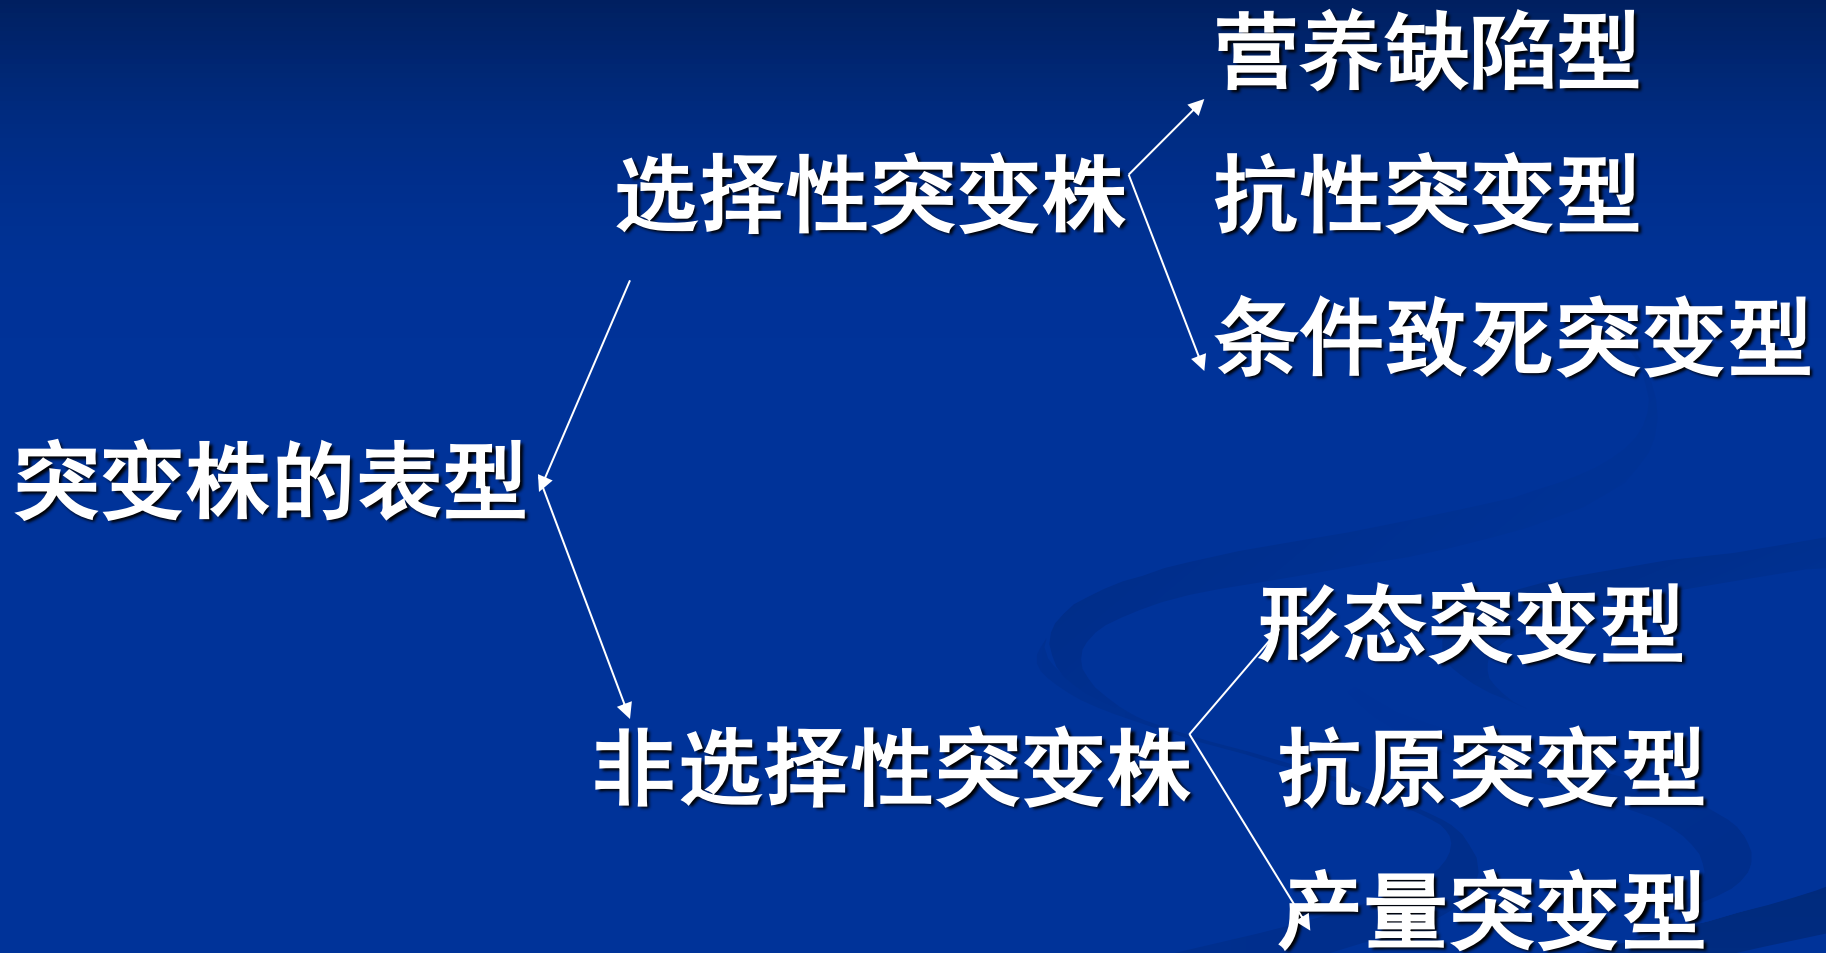 营养缺陷型
选择性突变株 抗性突变型
条件致死突变型
突变株的表型
形态突变型
非选择性突变株 抗原突变型
产量突变型